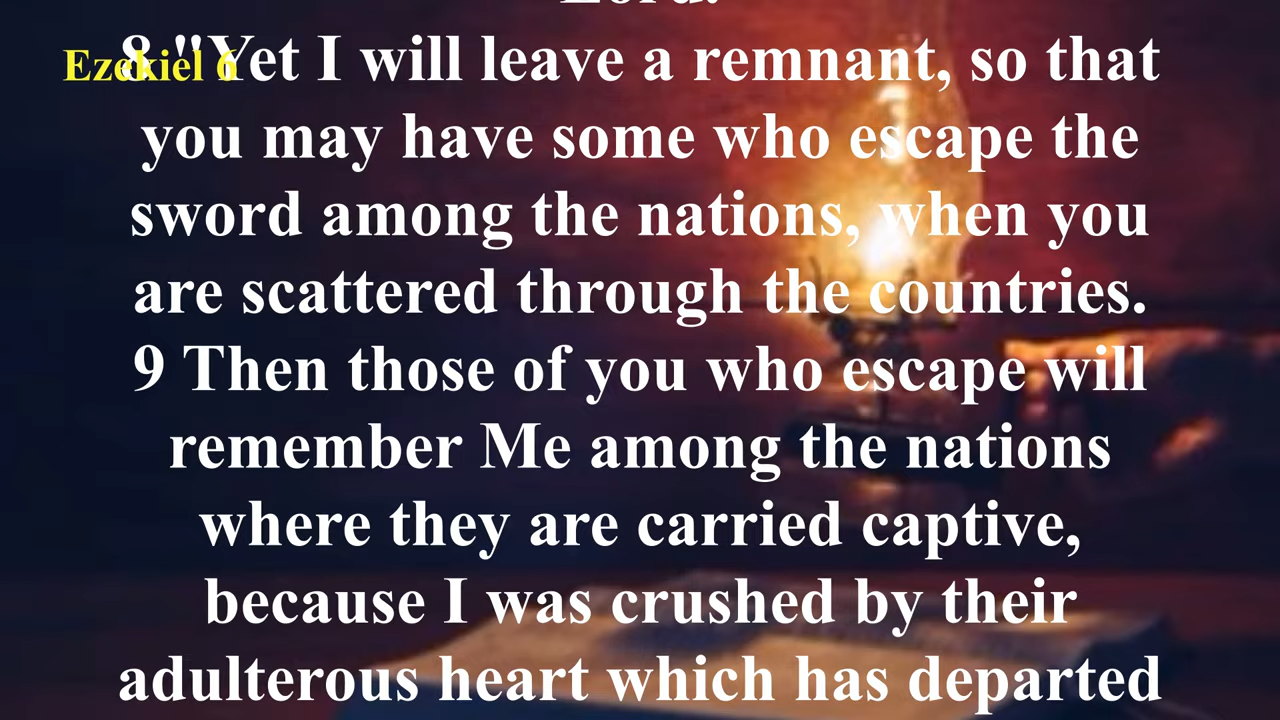 Lord.
Ezekiel 6
8 "Yet I will leave a remnant, so that
you may have some who escape the
sword among the nations, when you
are scattered through the countries.
9 Then those of you who escape will
remember Me among the nations
where they are carried captive,
because I was crushed by their
adulterous heart which has departed